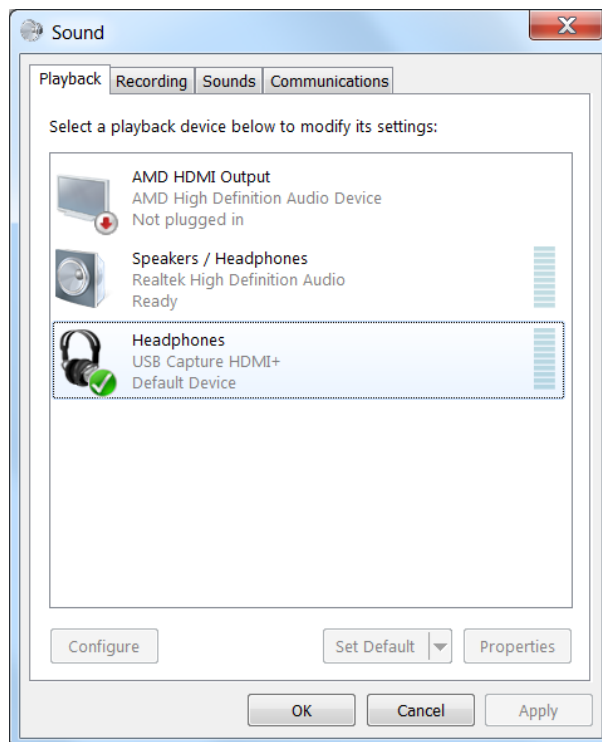 Sound
Playback Recording Sounds Communications
Select a playback device below to modify its settings:
AMD HDMI Output
AMD High Definition Audio Device
Not plugged in
Speakers / Headphones
Realtek High Definition Audio
Ready
Headphones
USB Capture HDMI+
Default Device
Configure Set Default Properties
OK Cancel Apply